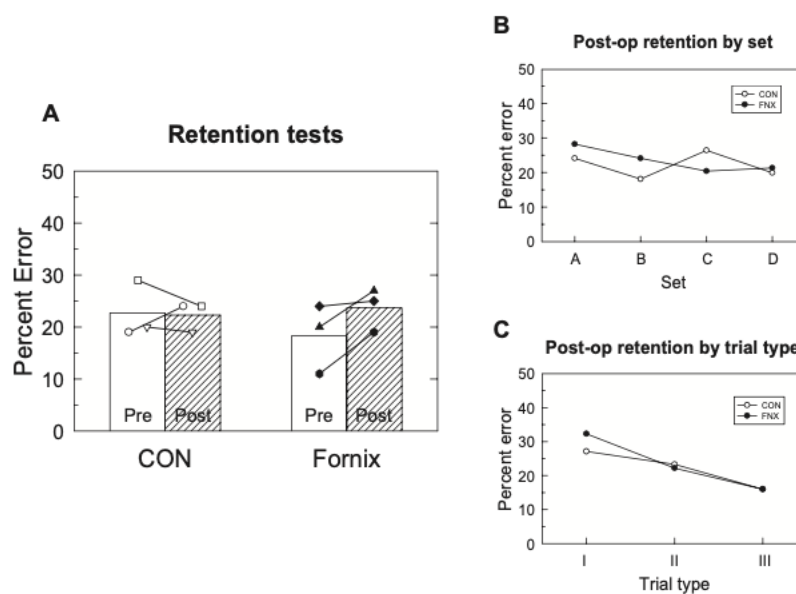 A
Retention tests
50
40
30
20
10
0
Percent Error
Pre
Post
Pre
Post
CON
Fornix
B
Post-op retention by set
50
40
30
20
10
0
Percent error
CON
FNX
A
B
C
D
Set
C
Post-op retention by trial type
50
40
30
20
10
0
Percent error
CON
FNX
I
II
III
Trial type